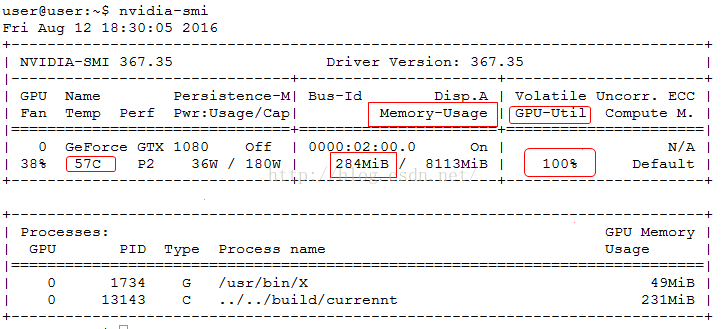 user@user:~$ nvidia-smi
Fri Aug 12 18:30:05 2016
+-----------------------------------------------------------------------------+
| NVIDIA-SMI 367.35                 Driver Version: 367.35                    |
|-------------------------------+----------------------+----------------------+
| GPU  Name        Persistence-M| Bus-Id        Disp.A | Volatile Uncorr. ECC |
| Fan  Temp  Perf  Pwr:Usage/Cap|         Memory-Usage | GPU-Util  Compute M. |
|===============================+======================+======================|
|   0  GeForce GTX 1080    Off  | 0000:02:00.0      On |                  N/A |
| 38%   57C    P2    36W / 180W |    284MiB /  8113MiB |    100%      Default |
+-------------------------------+----------------------+----------------------+
http://blog.csdn.net/
+-----------------------------------------------------------------------------+
| Processes:                                                       GPU Memory |
|  GPU       PID  Type  Process name                               Usage      |
|=============================================================================|
|    0      1734    G   /usr/bin/X                                      49MiB |
|    0     13143    C   ../../build/currennt                           231MiB |
+-----------------------------------------------------------------------------+